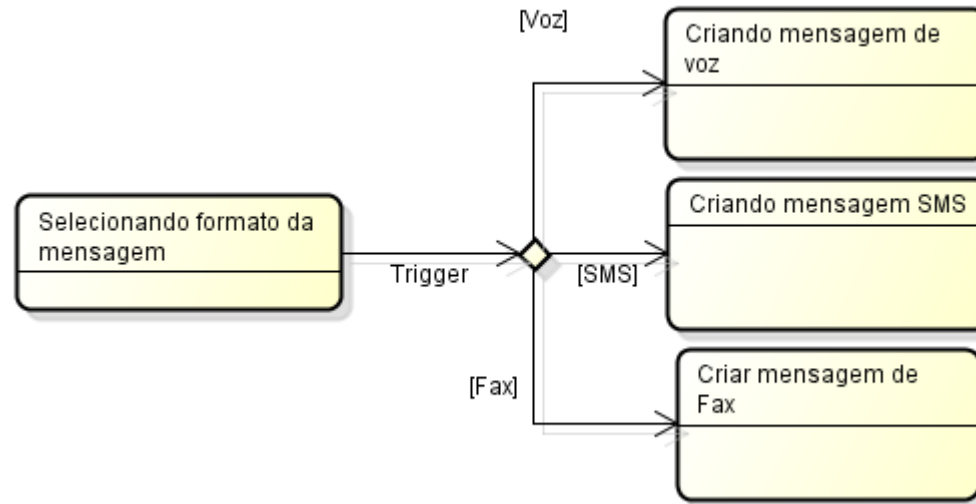 [Voz]
Criando mensagem de
voz
Selecionando formato da
mensagem
Trigger
Criando mensagem SMS
[SMS]
[Fax]
Criar mensagem de
Fax